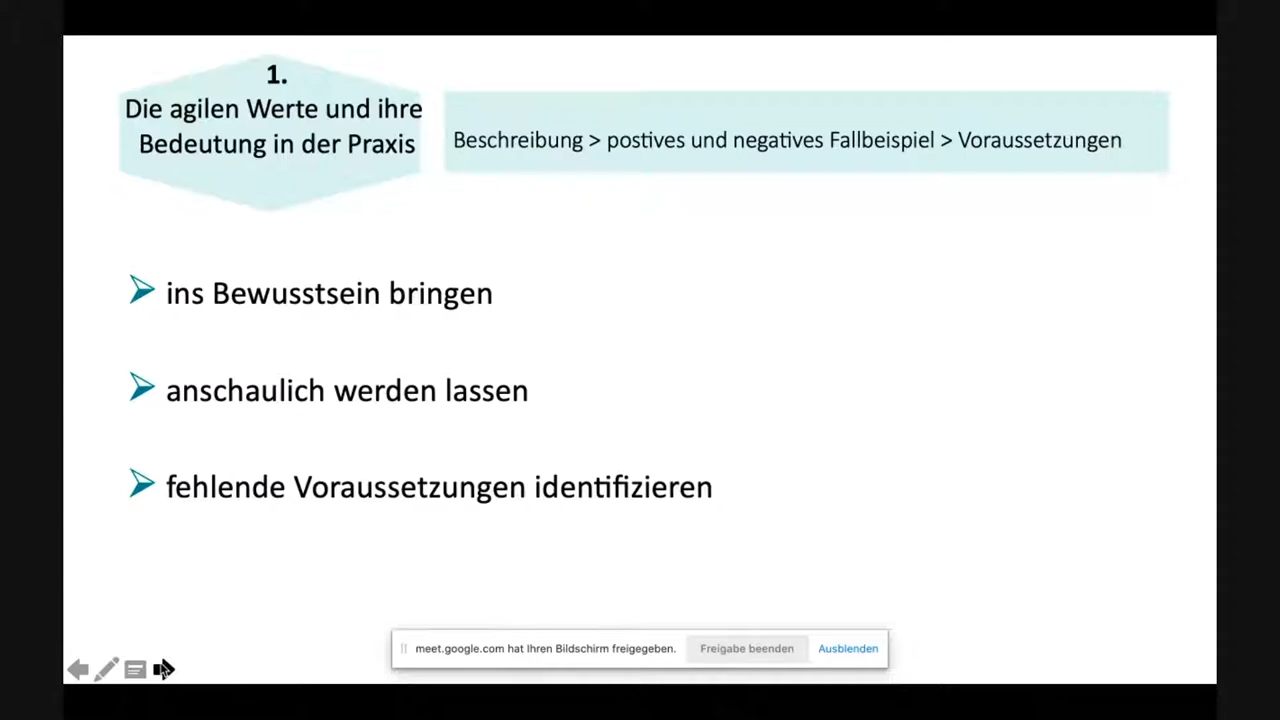 1.
Die agilen Werte und ihre
Bedeutung in der Praxis
Beschreibung > postives und negatives Fallbeispiel > Voraussetzungen
ins Bewusstsein bringen
anschaulich werden lassen
fehlende Voraussetzungen identifizieren
meet.google.com hat Ihren Bildschirm freigegeben. Freigabe beenden Ausblenden